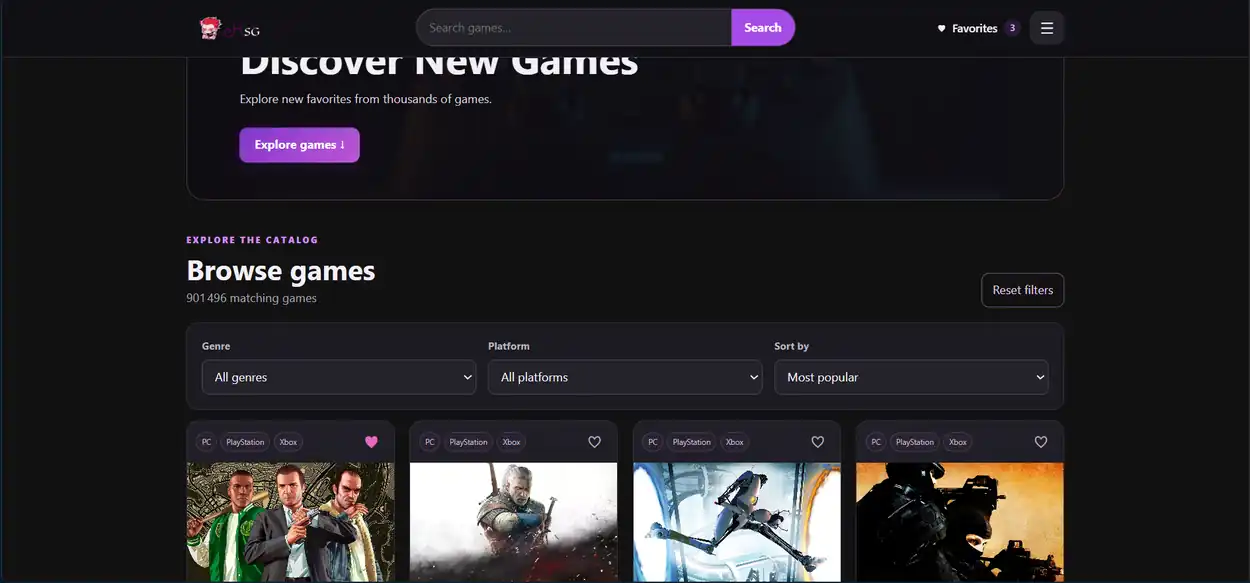 SG
Search games...
Search
Favorites 3
Discover New Games
Explore new favorites from thousands of games.
Explore games ↓
EXPLORE THE CATALOG
Browse games
901 496 matching games
Reset filters
Genre
Platform
Sort by
All genres
All platforms
Most popular
PC PlayStation Xbox
PC PlayStation Xbox
PC PlayStation Xbox
PC PlayStation Xbox